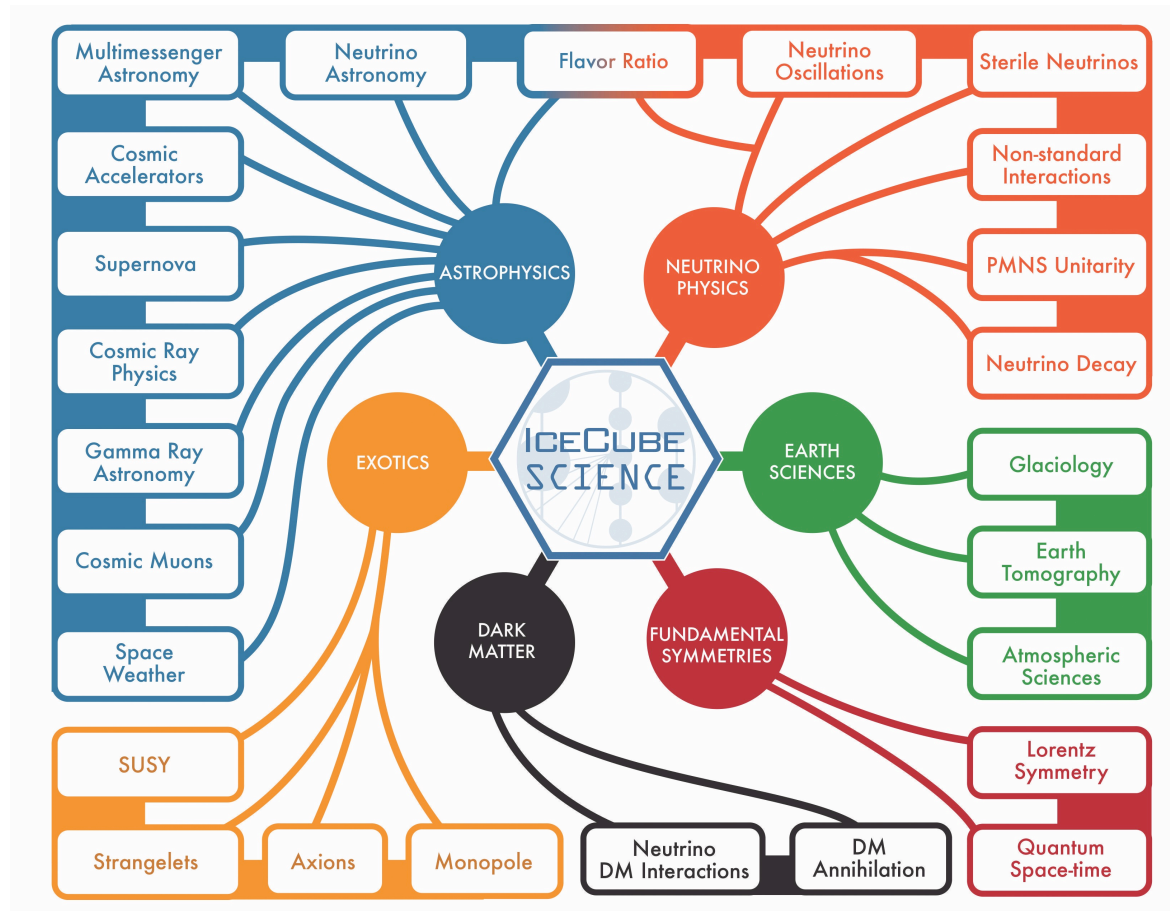 Multimessenger
Astronomy
Neutrino
Astronomy
Flavor Ratio
Neutrino
Oscillations
Sterile Neutrinos
Cosmic
Accelerators
Non-standard
Interactions
Supernova
ASTROPHYSICS
NEUTRINO
PHYSICS
PMNS Unitarity
Cosmic Ray
Physics
Neutrino Decay
Gamma Ray
Astronomy
EXOTICS
ICECUBE
SCIENCE
EARTH
SCIENCES
Glaciology
Cosmic Muons
Earth
Tomography
Space
Weather
DARK
MATTER
FUNDAMENTAL
SYMMETRIES
Atmospheric
Sciences
SUSY
Lorentz
Symmetry
Strangelets
Axions
Monopole
Neutrino
DM Interactions
DM
Annihilation
Quantum
Space-time